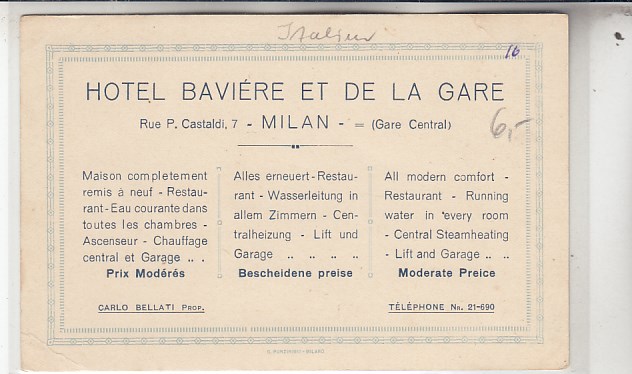 Italien
16
HOTEL BAVIÉRE ET DE LA GARE
6,-
Rue P. Castaldi, 7 - MILAN - = (Gare Central)
Maison completement
remis à neuf - Restau-
rant - Eau courante dans
toutes les chambres -
Ascenseur - Chauffage
central et Garage .. .
Prix Modérés
Alles erneuert - Restau-
rant - Wasserleitung in
allem Zimmern - Cen-
tralheizung - Lift und
Garage .. .. .. ..
Bescheidene preise
All modern comfort -
Restaurant - Running
water in every room
- Central Steamheating
- Lift and Garage .. ..
Moderate Preice
CARLO BELLATI PROP.
TÉLÉPHONE NR. 21-690
MILANO